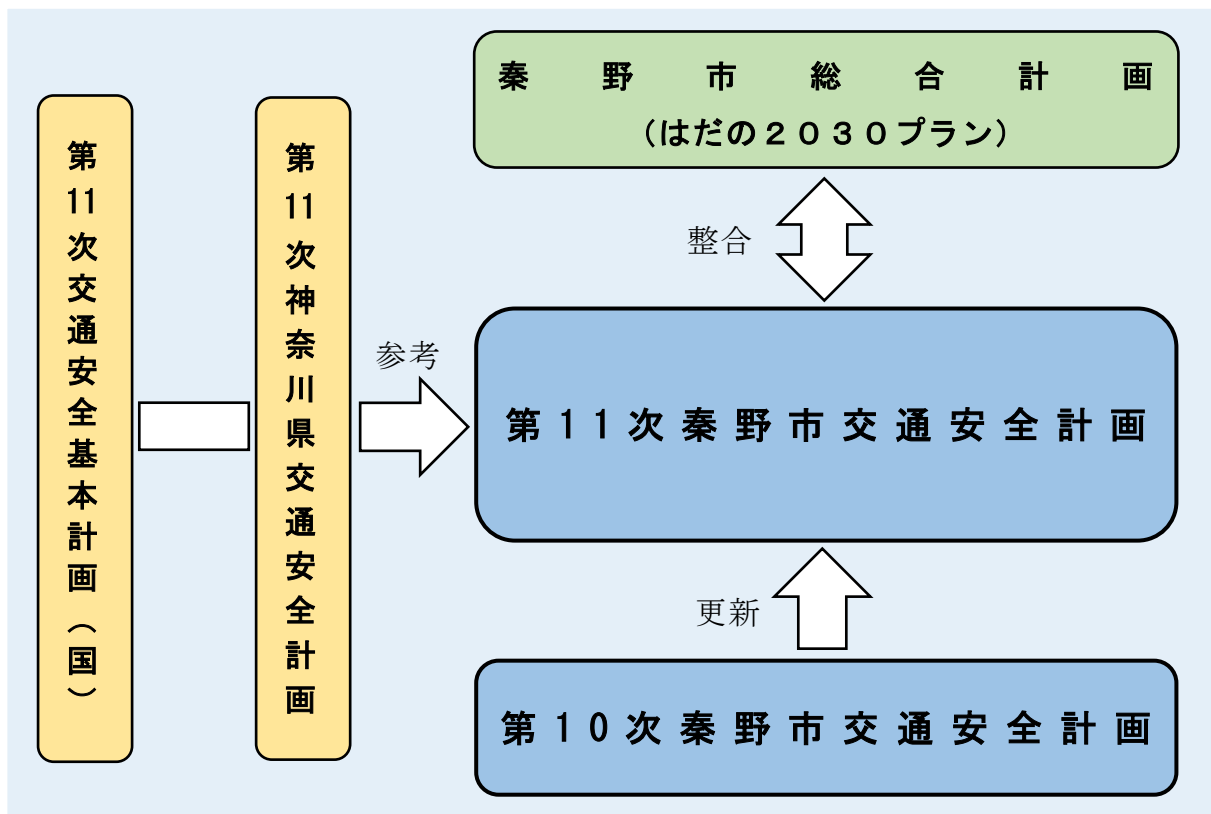 秦野市総合計画
（はだの２０３０プラン）
整合
第11次交通安全基本計画（国）
第11次神奈川県交通安全計画
参考
第11次秦野市交通安全計画
更新
第10次秦野市交通安全計画